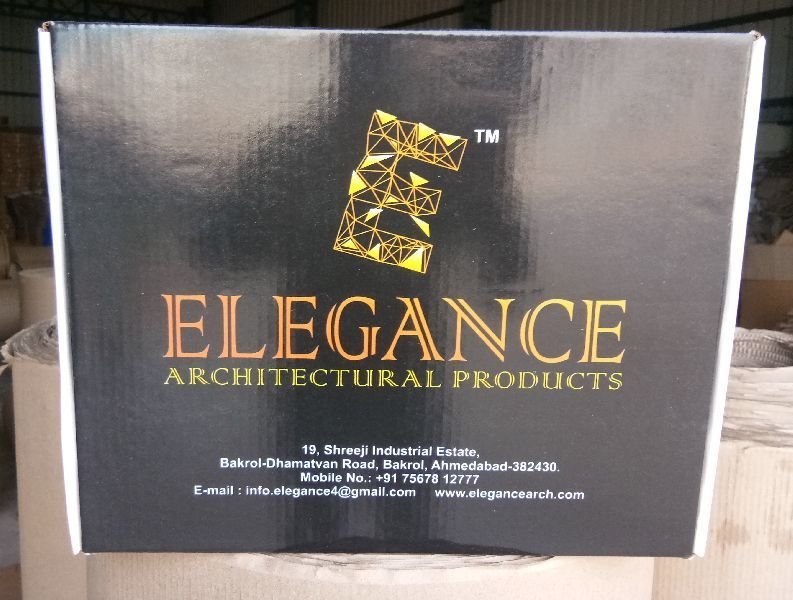 E ™
ELEGANCE
ARCHITECTURAL PRODUCTS
19, Shreeji Industrial Estate,
Bakrol-Dhamatvan Road, Bakrol, Ahmedabad-382430.
Mobile No.: +91 75678 12777
E-mail : info.elegance4@gmail.com www.elegancearch.com